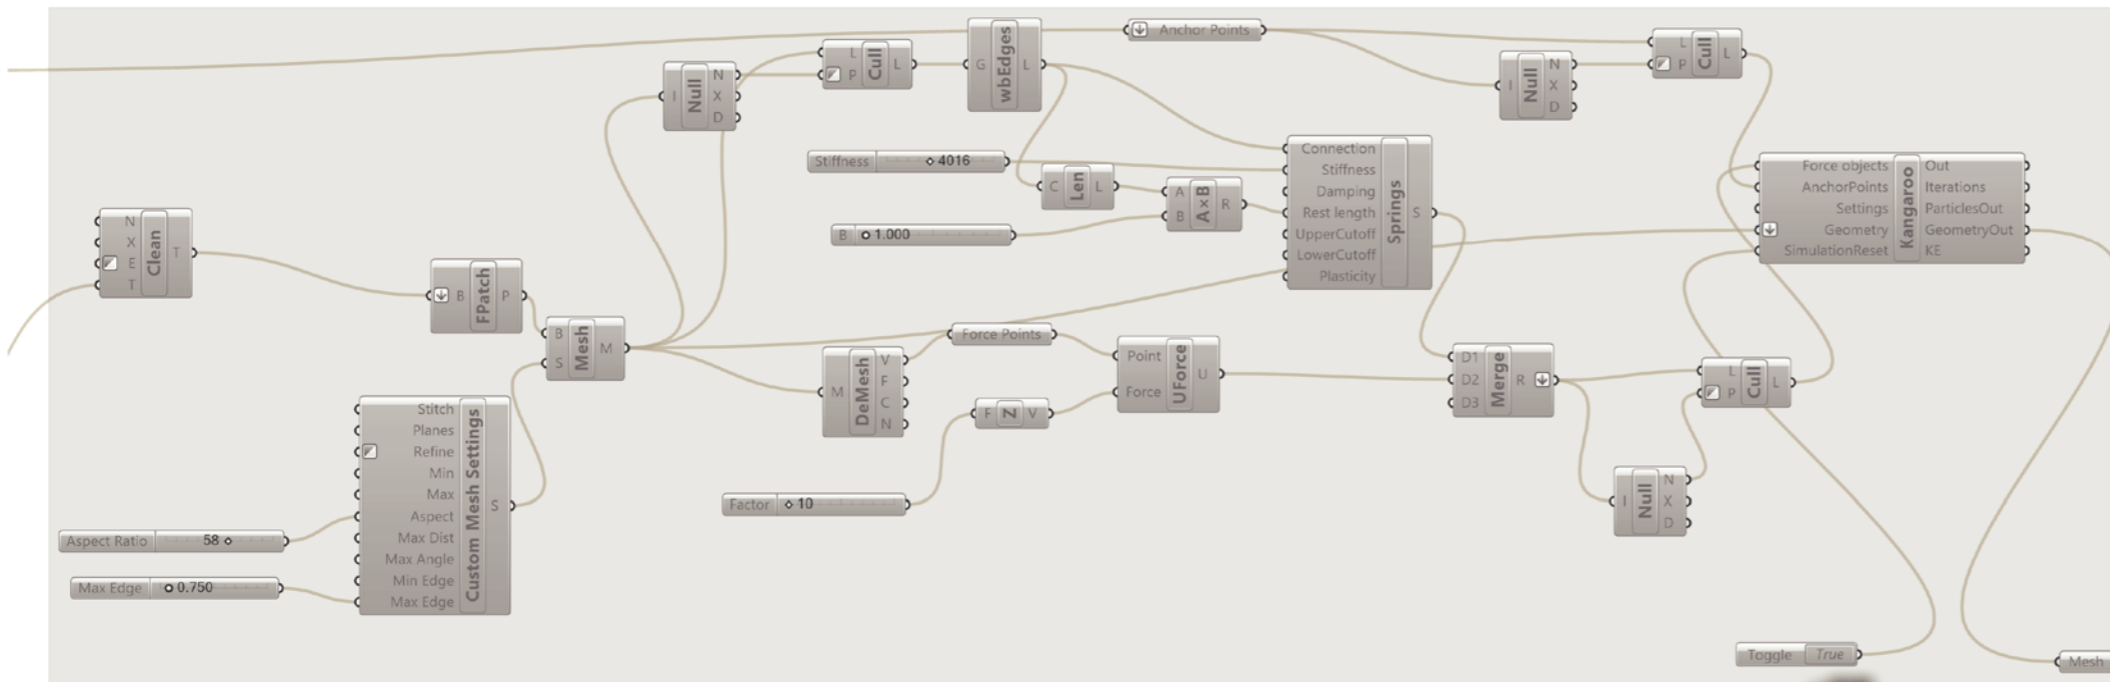 Anchor Points
L
P
Cull
L
G
wbEdges
L
L
P
Cull
L
I
Null
N
X
D
I
Null
N
X
D
Stiffness 4016
Connection
Stiffness
Damping
Rest length
UpperCutoff
LowerCutoff
Plasticity
Springs
S
C
Len
L
A
B
A×B
R
B 1.000
Force objects
AnchorPoints
Settings
Geometry
SimulationReset
Kangaroo
Out
Iterations
ParticlesOut
GeometryOut
KE
N
X
E
T
Clean
T
B
FPatch
P
B
S
Mesh
M
Force Points
M
DeMesh
V
F
C
N
Point
Force
UForce
U
F
Z
V
D1
D2
D3
Merge
R
L
P
Cull
L
Stitch
Planes
Refine
Min
Max
Aspect
Max Dist
Max Angle
Min Edge
Max Edge
Custom Mesh Settings
S
Factor 10
I
Null
N
X
D
Aspect Ratio 58
Max Edge 0.750
Toggle True
Mesh